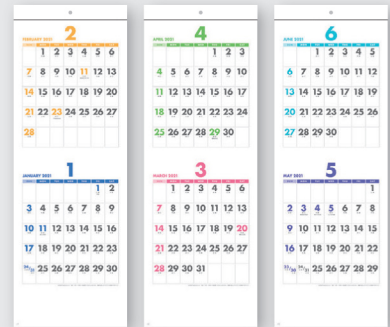 2
FEBRUARY 2021
1 2 3 4 5 6
7 8 9 10 11 12 13
14 15 16 17 18 19 20
21 22 23 24 25 26 27
28
1
JANUARY 2021
1 2
3 4 5 6 7 8 9
10 11 12 13 14 15 16
17 18 19 20 21 22 23
24/31 25 26 27 28 29 30
4
APRIL 2021
1 2 3
4 5 6 7 8 9 10
11 12 13 14 15 16 17
18 19 20 21 22 23 24
25 26 27 28 29 30
3
MARCH 2021
1 2 3 4 5 6
7 8 9 10 11 12 13
14 15 16 17 18 19 20
21 22 23 24 25 26 27
28 29 30 31
6
JUNE 2021
1 2 3 4 5
6 7 8 9 10 11 12
13 14 15 16 17 18 19
20 21 22 23 24 25 26
27 28 29 30
5
MAY 2021
1
2 3 4 5 6 7 8
9 10 11 12 13 14 15
16 17 18 19 20 21 22
23/30 24/31 25 26 27 28 29